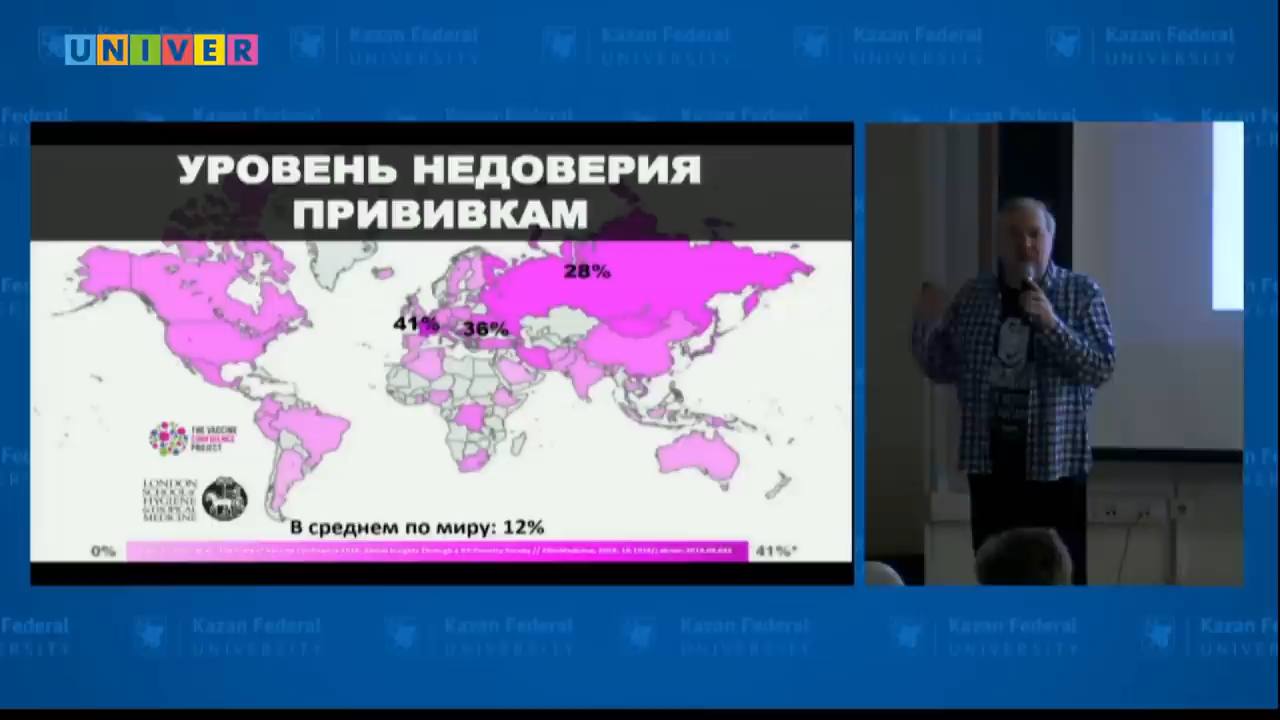 UNIVER
Kazan Federal
UNIVERSITY
УРОВЕНЬ НЕДОВЕРИЯ
ПРИВИВКАМ
28%
41%
36%
THE VACCINE
CONFIDENCE
PROJECT
LONDON
SCHOOL of
HYGIENE
& TROPICAL
MEDICINE
В среднем по миру: 12%
0%
41%*